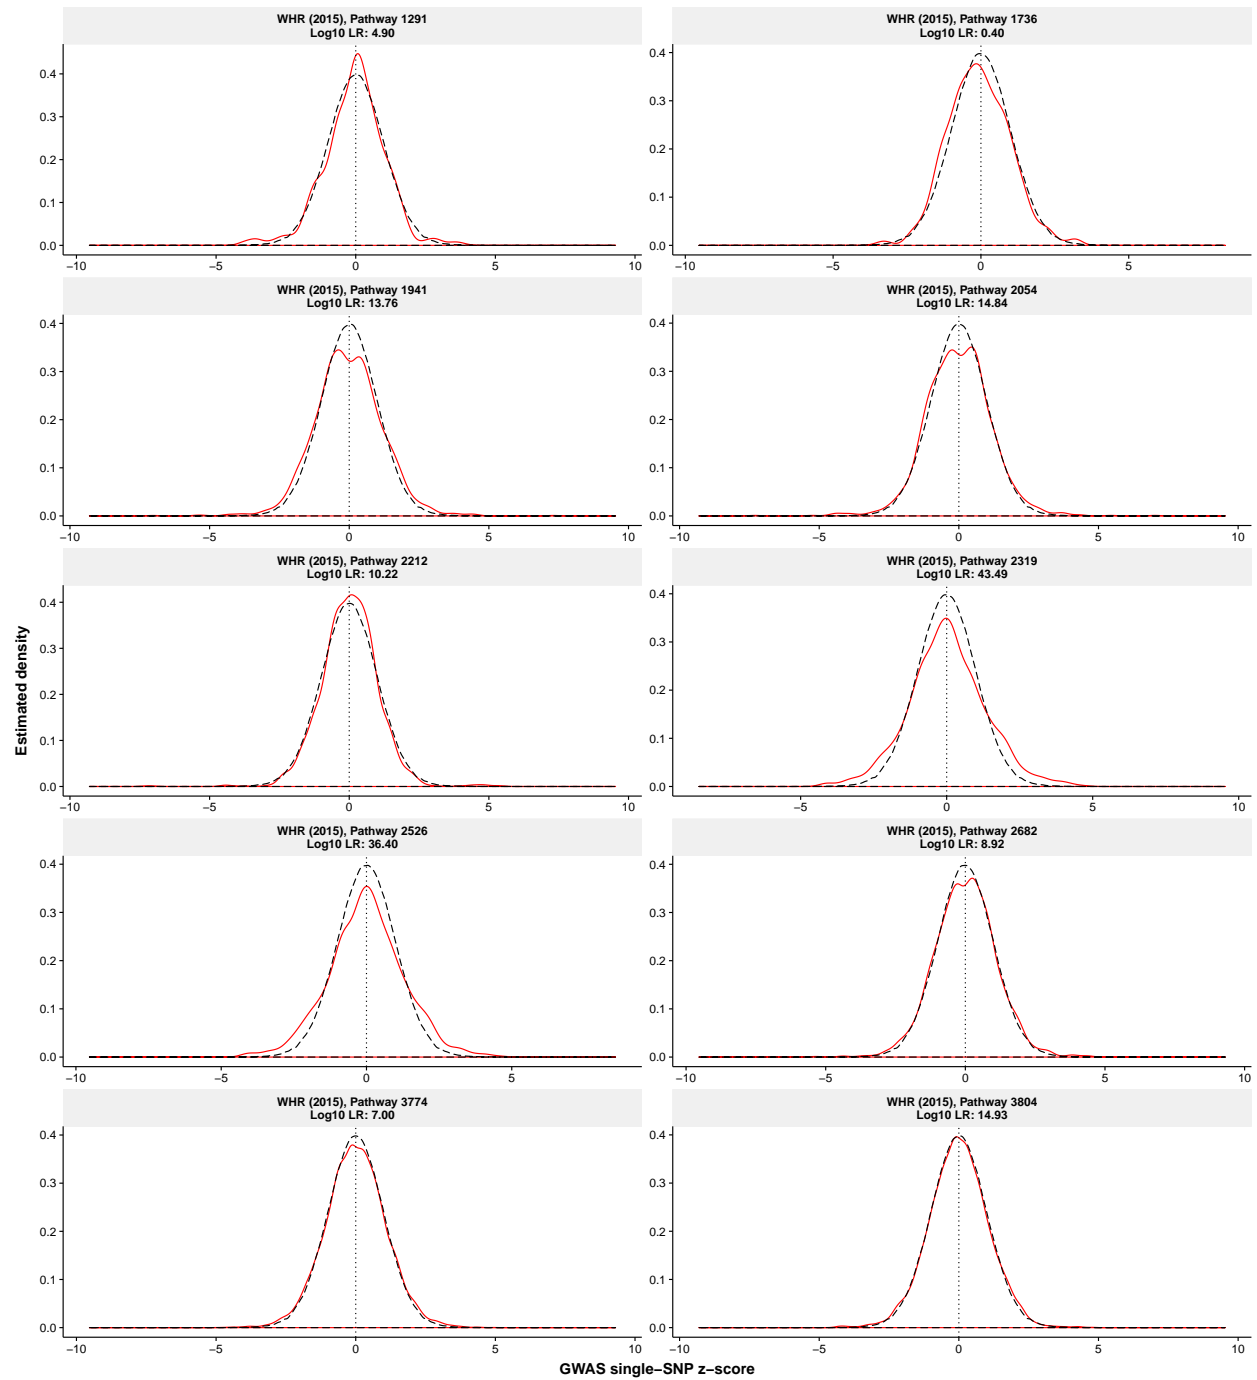 WHR (2015), Pathway 1291
Log10 LR: 4.90
0.4
0.3
0.2
0.1
0.0
−10 −5 0 5 10
WHR (2015), Pathway 1736
Log10 LR: 0.40
0.4
0.3
0.2
0.1
0.0
−10 −5 0 5
WHR (2015), Pathway 1941
Log10 LR: 13.76
0.4
0.3
0.2
0.1
0.0
−10 −5 0 5 10
WHR (2015), Pathway 2054
Log10 LR: 14.84
0.4
0.3
0.2
0.1
0.0
−10 −5 0 5 10
WHR (2015), Pathway 2212
Log10 LR: 10.22
0.4
0.3
0.2
0.1
0.0
−10 −5 0 5 10
WHR (2015), Pathway 2319
Log10 LR: 43.49
0.4
0.3
0.2
0.1
0.0
−5 0 5 10
WHR (2015), Pathway 2526
Log10 LR: 36.40
0.4
0.3
0.2
0.1
0.0
−10 −5 0 5
WHR (2015), Pathway 2682
Log10 LR: 8.92
0.4
0.3
0.2
0.1
0.0
−10 −5 0 5 10
WHR (2015), Pathway 3774
Log10 LR: 7.00
0.4
0.3
0.2
0.1
0.0
−10 −5 0 5 10
WHR (2015), Pathway 3804
Log10 LR: 14.93
0.4
0.3
0.2
0.1
0.0
−10 −5 0 5 10
Estimated density
GWAS single−SNP z−score